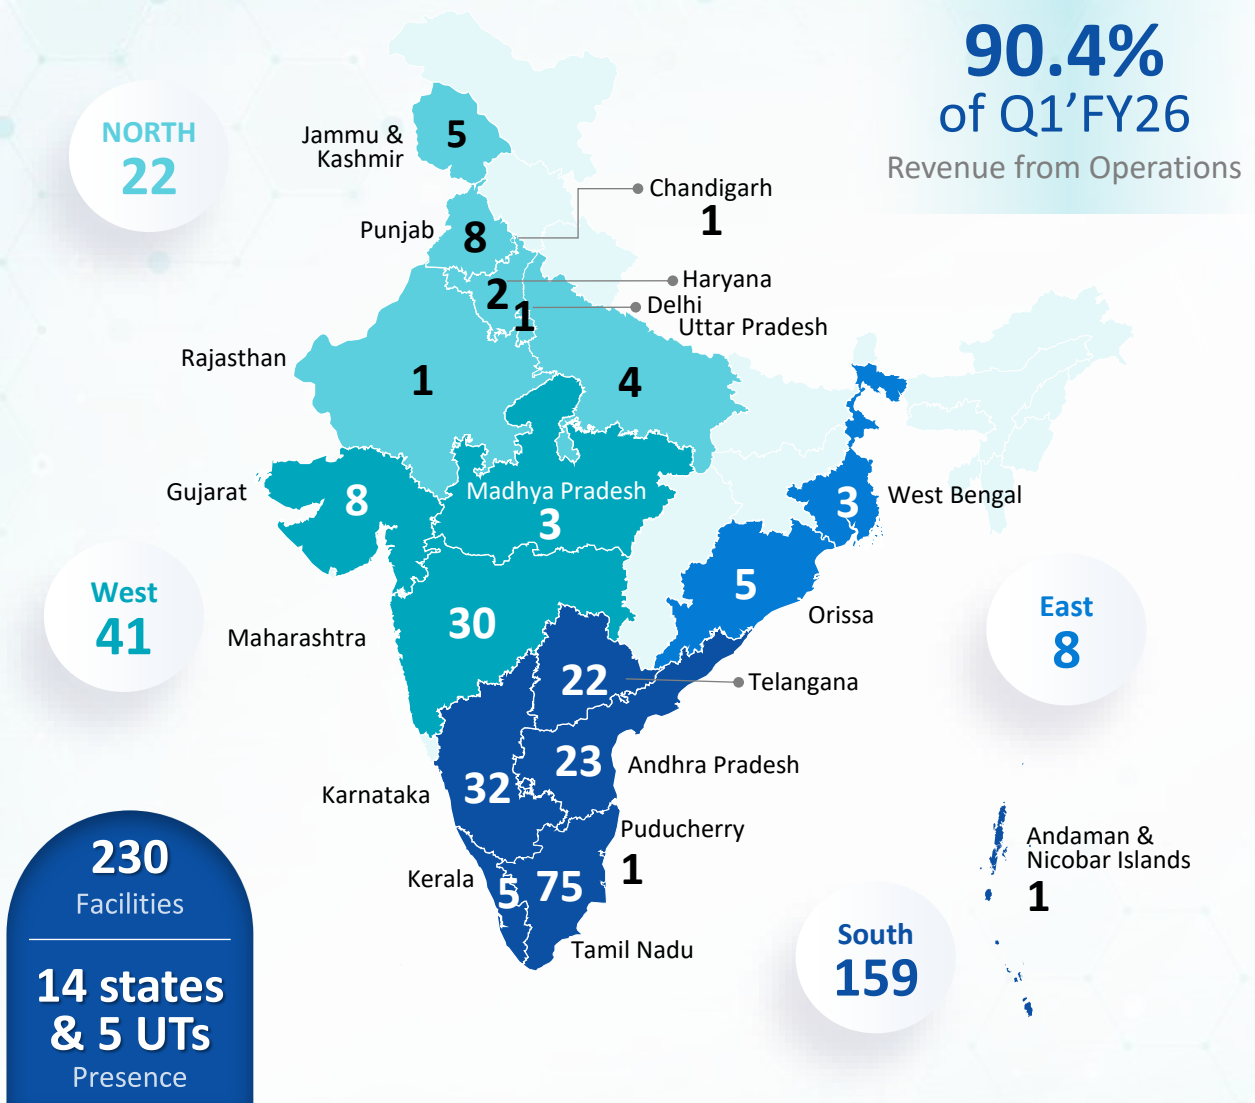 90.4%
of Q1’FY26
Revenue from Operations
NORTH
22
Jammu &
Kashmir
5
Chandigarh
1
Punjab
8
Haryana
2
Delhi
1
Uttar Pradesh
4
Rajasthan
1
Gujarat
8
Madhya Pradesh
3
West Bengal
3
Orissa
5
West
41
Maharashtra
30
East
8
Telangana
22
Andhra Pradesh
23
Karnataka
32
Puducherry
1
Kerala
5
75
Tamil Nadu
Andaman &
Nicobar Islands
1
South
159
230
Facilities
14 states
& 5 UTs
Presence